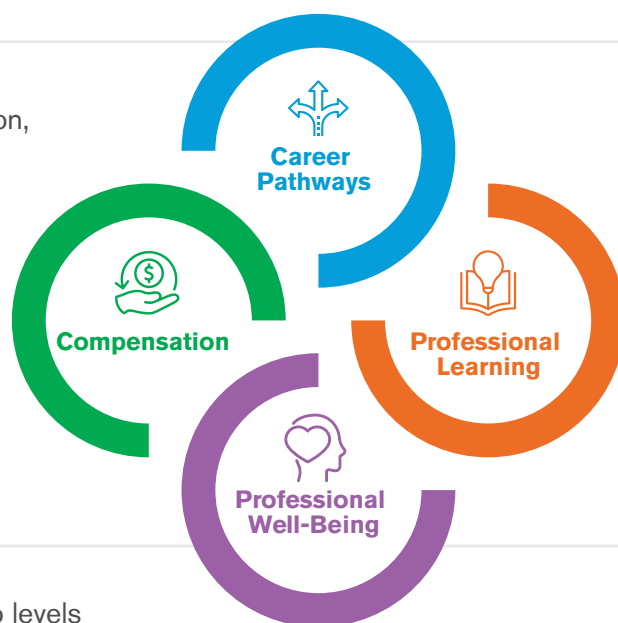 on,
Career
Pathways
$
Compensation
Professional
Learning
Professional
Well-Being
levels